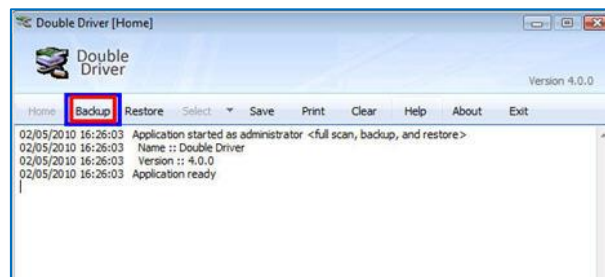 Double Driver [Home]
Double
Driver
Version 4.0.0
Home Backup Restore Select Save Print Clear Help About Exit
02/05/2010 16:26:03 Application started as administrator <full scan, backup, and restore>
02/05/2010 16:26:03 Name :: Double Driver
02/05/2010 16:26:03 Version :: 4.0.0
02/05/2010 16:26:03 Application ready